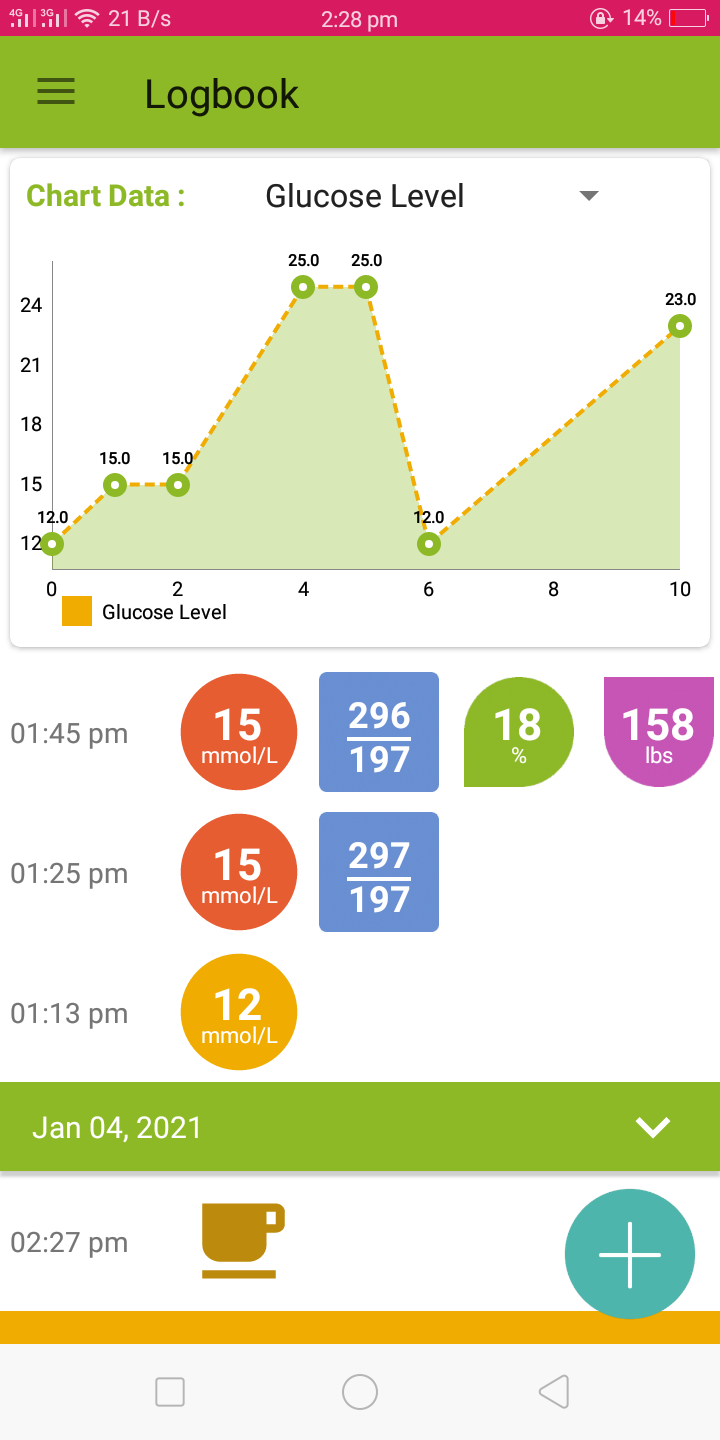 4G 3G 21 B/s 2:28 pm 14%
Logbook
Chart Data : Glucose Level
25.0 25.0
24 23.0
21
18
15.0 15.0
15
12.0 12.0
12
0 2 4 6 8 10
Glucose Level
01:45 pm 15 mmol/L 296 197 18 % 158 lbs
01:25 pm 15 mmol/L 297 197
01:13 pm 12 mmol/L
Jan 04, 2021
02:27 pm